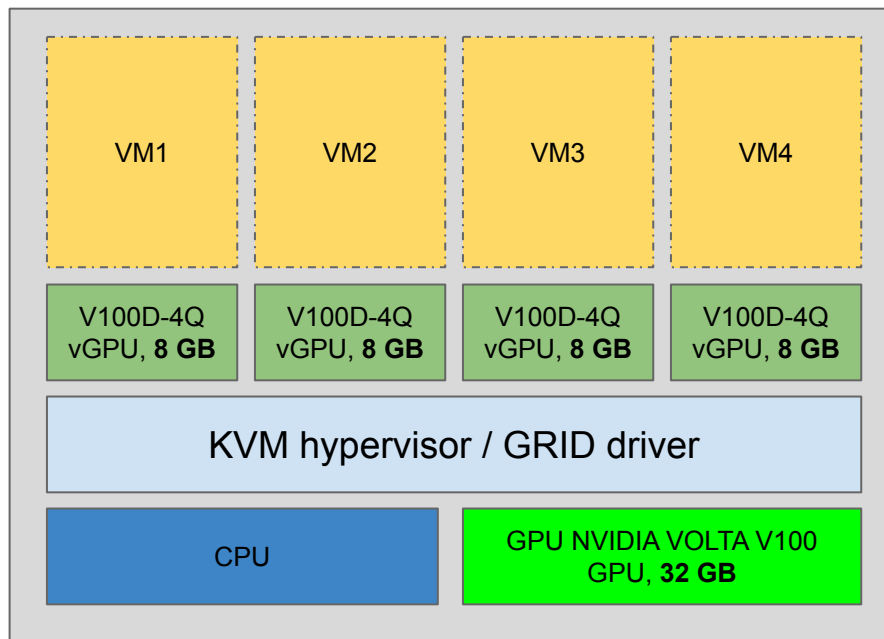 VM1
VM2
VM3
VM4
V100D-4Q
vGPU, 8 GB
V100D-4Q
vGPU, 8 GB
V100D-4Q
vGPU, 8 GB
V100D-4Q
vGPU, 8 GB
KVM hypervisor / GRID driver
CPU
GPU NVIDIA VOLTA V100
GPU, 32 GB